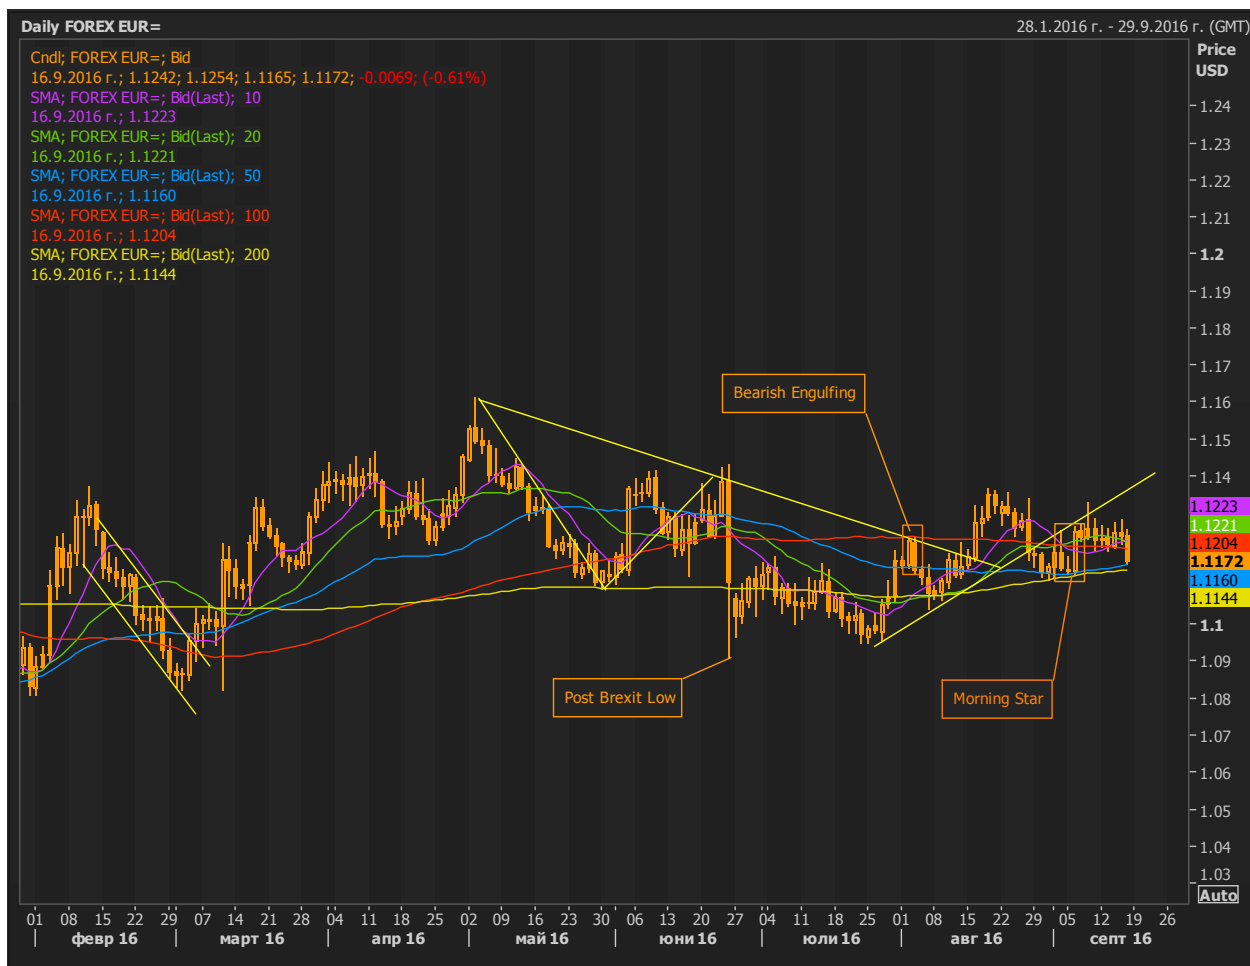 Daily FOREX EUR=
28.1.2016 г. - 29.9.2016 г. (GMT)
Price
USD
Cndl; FOREX EUR=; Bid
16.9.2016 г.; 1.1242; 1.1254; 1.1165; 1.1172; -0.0069; (-0.61%)
SMA; FOREX EUR=; Bid(Last); 10
16.9.2016 г.; 1.1223
SMA; FOREX EUR=; Bid(Last); 20
16.9.2016 г.; 1.1221
SMA; FOREX EUR=; Bid(Last); 50
16.9.2016 г.; 1.1160
SMA; FOREX EUR=; Bid(Last); 100
16.9.2016 г.; 1.1204
SMA; FOREX EUR=; Bid(Last); 200
16.9.2016 г.; 1.1144
1.24
1.23
1.22
1.21
1.2
1.19
1.18
1.17
1.16
1.15
1.14
1.1223
1.1221
1.1204
1.1172
1.1160
1.1144
1.1
1.09
1.08
1.07
1.06
1.05
1.04
1.03
Auto
Bearish Engulfing
Post Brexit Low
Morning Star
01 08 15 22 29 07 14 21 28 04 11 18 25 02 09 16 23 30 06 13 20 27 04 11 18 25 01 08 15 22 29 05 12 19 26
февр 16 март 16 апр 16 май 16 юни 16 юли 16 авг 16 септ 16